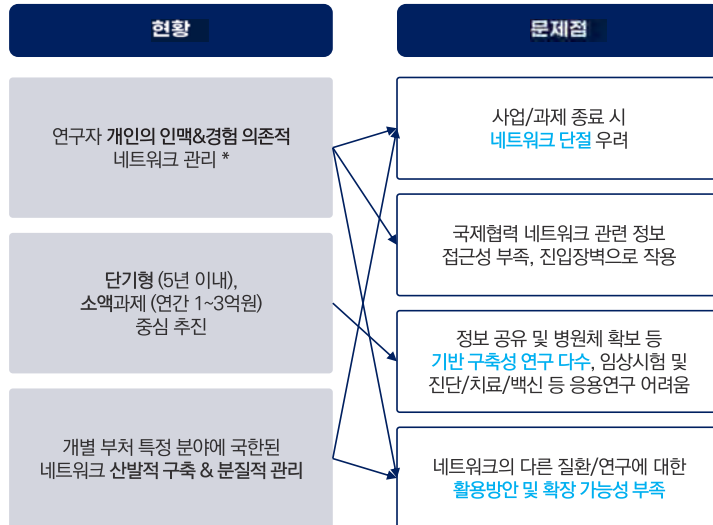 현황
문제점
연구자 개인의 인맥&경험 의존적
네트워크 관리 *
단기형 (5년 이내),
소액과제 (연간 1~3억원)
중심 추진
개별 부처 특정 분야에 국한된
네트워크 산발적 구축 & 분질적 관리
사업/과제 종료 시
네트워크 단절 우려
국제협력 네트워크 관련 정보
접근성 부족, 진입장벽으로 작용
정보 공유 및 병원체 확보 등
기반 구축성 연구 다수, 임상시험 및
진단/치료/백신 등 응용연구 어려움
네트워크의 다른 질환/연구에 대한
활용방안 및 확장 가능성 부족